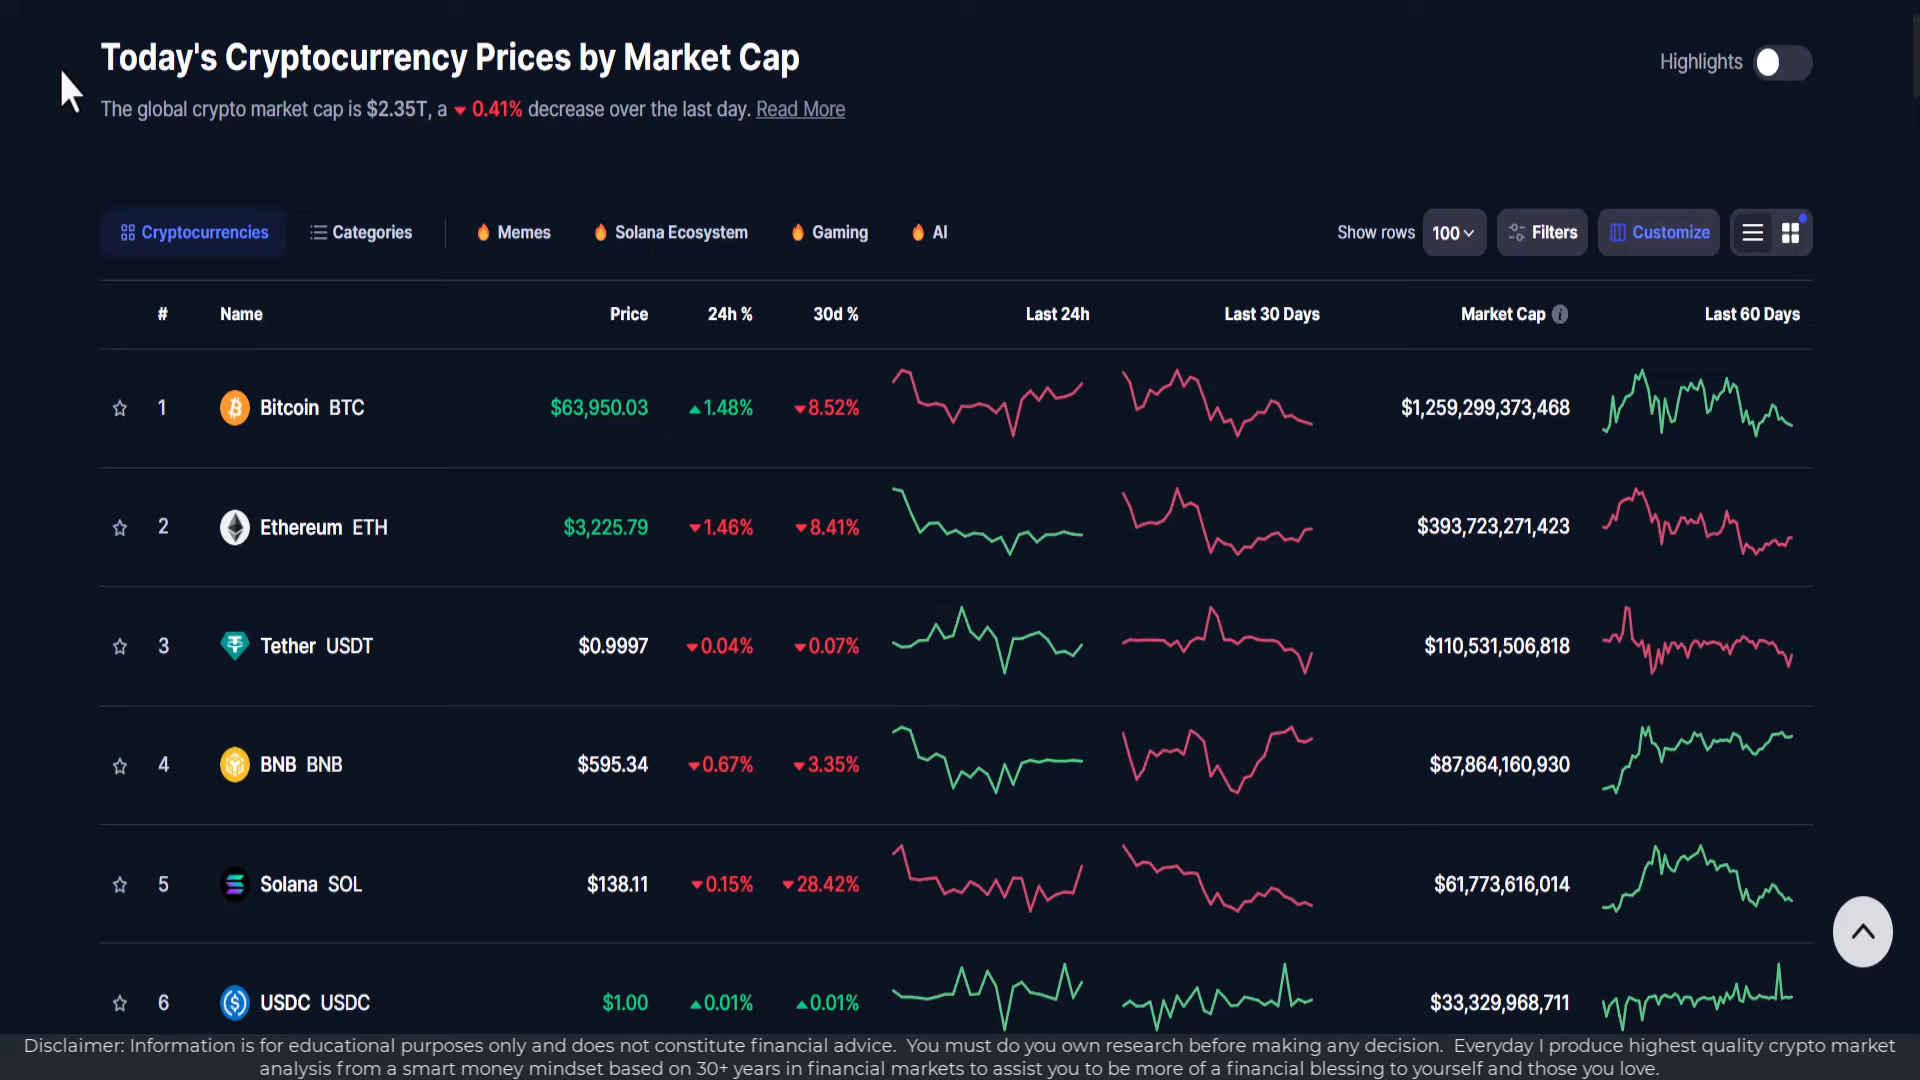 Today's Cryptocurrency Prices by Market Cap
Highlights
The global crypto market cap is $2.35T, a 0.41% decrease over the last day. Read More
Cryptocurrencies Categories Memes Solana Ecosystem Gaming AI Show rows 100 Filters Customize
# Name Price 24h % 30d % Last 24h Last 30 Days Market Cap Last 60 Days
1 Bitcoin BTC $63,950.03 1.48% 8.52% $1,259,299,373,468
2 Ethereum ETH $3,225.79 1.46% 8.41% $393,723,271,423
3 Tether USDT $0.9997 0.04% 0.07% $110,531,506,818
4 BNB BNB $595.34 0.67% 3.35% $87,864,160,930
5 Solana SOL $138.11 0.15% 28.42% $61,773,616,014
6 USDC USDC $1.00 0.01% 0.01% $33,329,968,711
Disclaimer: Information is for educational purposes only and does not constitute financial advice. You must do you own research before making any decision. Everyday I produce highest quality crypto market
analysis from a smart money mindset based on 30+ years in financial markets to assist you to be more of a financial blessing to yourself and those you love.